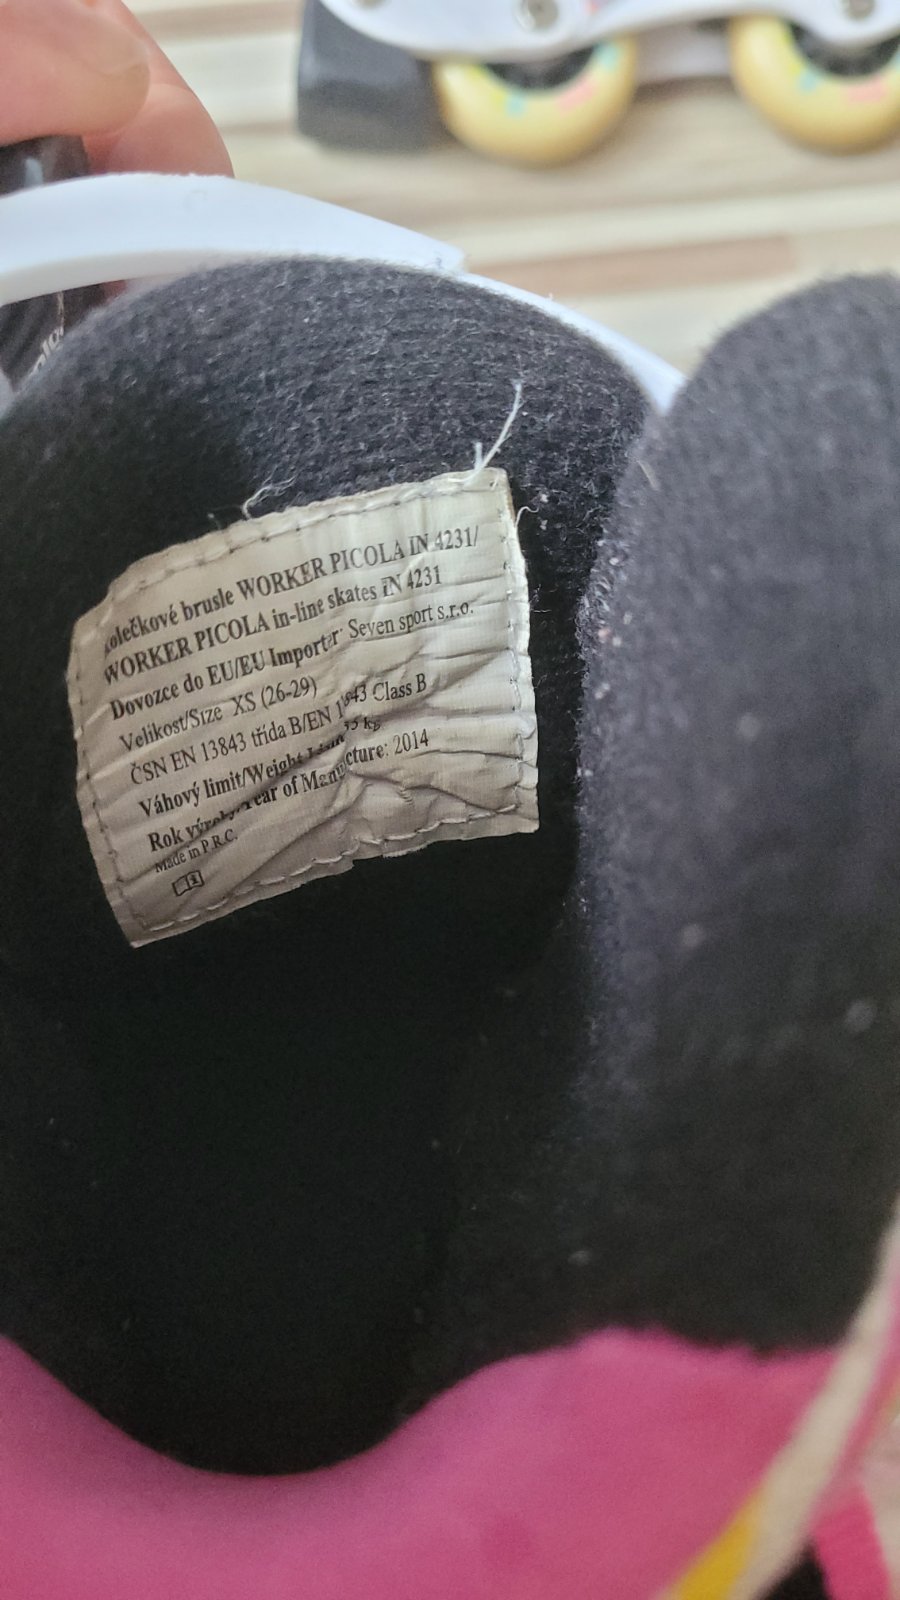 kolečkové brusle WORKER PICOLA IN 4231/
WORKER PICOLA in-line skates IN 4231
Dovozce do EU/EU Importer: Seven sport s.r.o.
Velikost/Size XS (26-29)
ČSN EN 13843 třída B/EN 13843 Class B
Váhový limit/Weight Limit kg
Rok výroby/Year of Manufacture: 2014
Made in P.R.C.